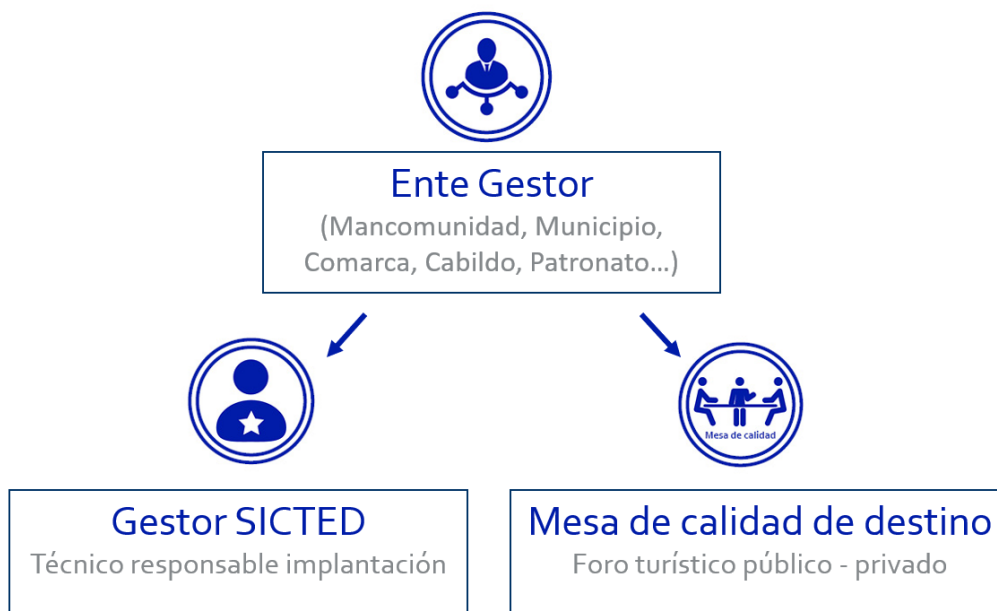 Ente Gestor
(Mancomunidad, Municipio,
Comarca, Cabildo, Patronato...)
Mesa de calidad
Gestor SICTED
Técnico responsable implantación
Mesa de calidad de destino
Foro turístico público - privado